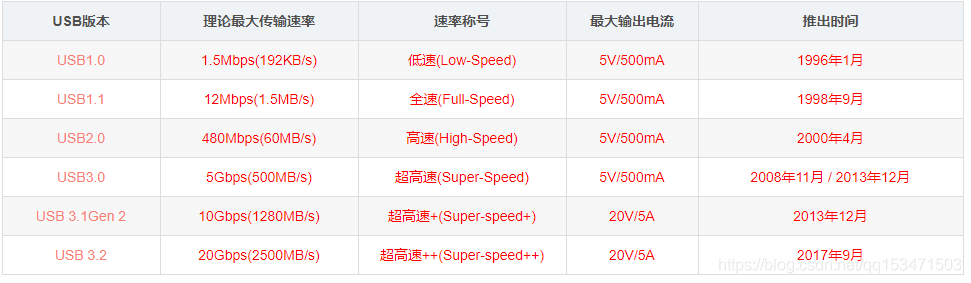 USB版本 理论最大传输速率 速率称号 最大输出电流 推出时间
USB1.0 1.5Mbps(192KB/s) 低速(Low-Speed) 5V/500mA 1996年1月
USB1.1 12Mbps(1.5MB/s) 全速(Full-Speed) 5V/500mA 1998年9月
USB2.0 480Mbps(60MB/s) 高速(High-Speed) 5V/500mA 2000年4月
USB3.0 5Gbps(500MB/s) 超高速(Super-Speed) 5V/500mA 2008年11月 / 2013年12月
USB 3.1Gen 2 10Gbps(1280MB/s) 超高速+(Super-speed+) 20V/5A 2013年12月
USB 3.2 20Gbps(2500MB/s) 超高速++(Super-speed++) 20V/5A 2017年9月
https://blog.csdn.net/qq153471503